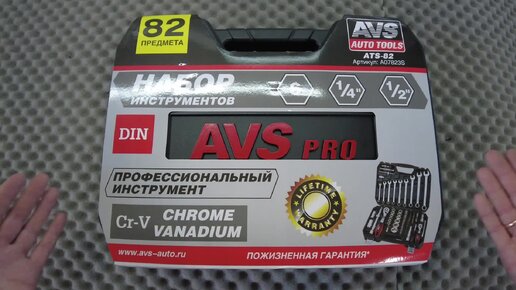 82
ПРЕДМЕТА
AVS
AUTO TOOLS
ATS-82
Артикул: A07823S
НАБОР
ИНСТРУМЕНТОВ
6
1/4"
1/2"
DIN
AVS PRO
ПРОФЕССИОНАЛЬНЫЙ
ИНСТРУМЕНТ
LIFETIME
WARRANTY
Cr-V
CHROME
VANADIUM
www.avs-auto.ru
ПОЖИЗНЕННАЯ ГАРАНТИЯ*